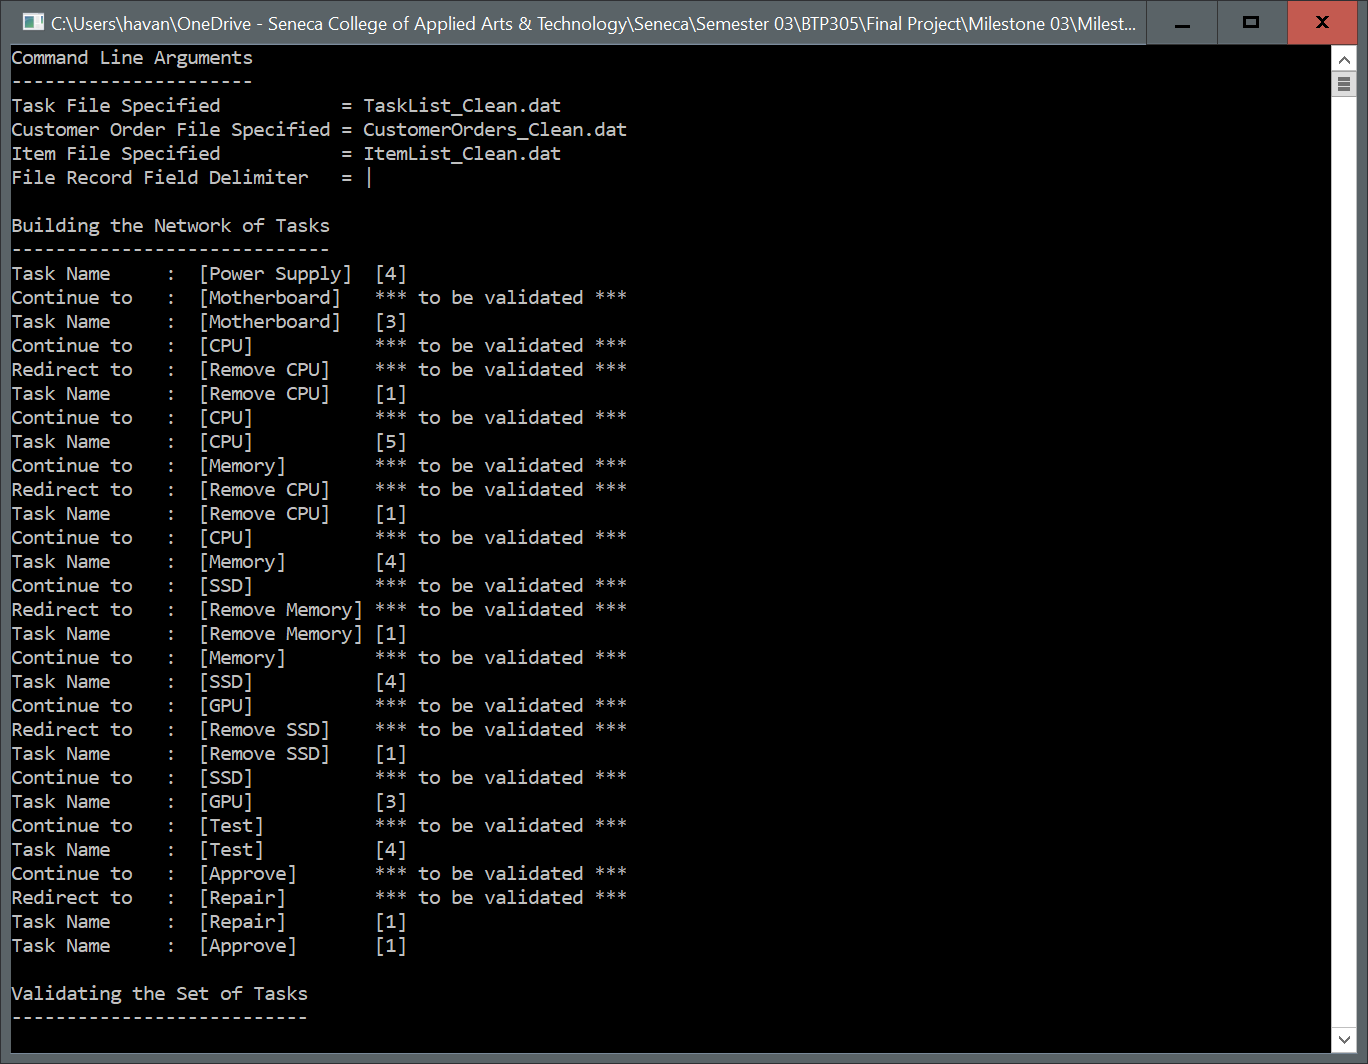 C:\Users\havan\OneDrive - Seneca College of Applied Arts & Technology\Seneca\Semester 03\BTP305\Final Project\Milestone 03\Milest...
Command Line Arguments
----------------------
Task File Specified           = TaskList_Clean.dat
Customer Order File Specified = CustomerOrders_Clean.dat
Item File Specified           = ItemList_Clean.dat
File Record Field Delimiter   = |
Building the Network of Tasks
-----------------------------
Task Name     :  [Power Supply]  [4]
Continue to   :  [Motherboard]   *** to be validated ***
Task Name     :  [Motherboard]   [3]
Continue to   :  [CPU]           *** to be validated ***
Redirect to   :  [Remove CPU]    *** to be validated ***
Task Name     :  [Remove CPU]    [1]
Continue to   :  [CPU]           *** to be validated ***
Task Name     :  [CPU]           [5]
Continue to   :  [Memory]        *** to be validated ***
Redirect to   :  [Remove CPU]    *** to be validated ***
Task Name     :  [Remove CPU]    [1]
Continue to   :  [CPU]           *** to be validated ***
Task Name     :  [Memory]        [4]
Continue to   :  [SSD]           *** to be validated ***
Redirect to   :  [Remove Memory] *** to be validated ***
Task Name     :  [Remove Memory] [1]
Continue to   :  [Memory]        *** to be validated ***
Task Name     :  [SSD]           [4]
Continue to   :  [GPU]           *** to be validated ***
Redirect to   :  [Remove SSD]    *** to be validated ***
Task Name     :  [Remove SSD]    [1]
Continue to   :  [SSD]           *** to be validated ***
Task Name     :  [GPU]           [3]
Continue to   :  [Test]          *** to be validated ***
Task Name     :  [Test]          [4]
Continue to   :  [Approve]       *** to be validated ***
Redirect to   :  [Repair]        *** to be validated ***
Task Name     :  [Repair]        [1]
Task Name     :  [Approve]       [1]
Validating the Set of Tasks
---------------------------